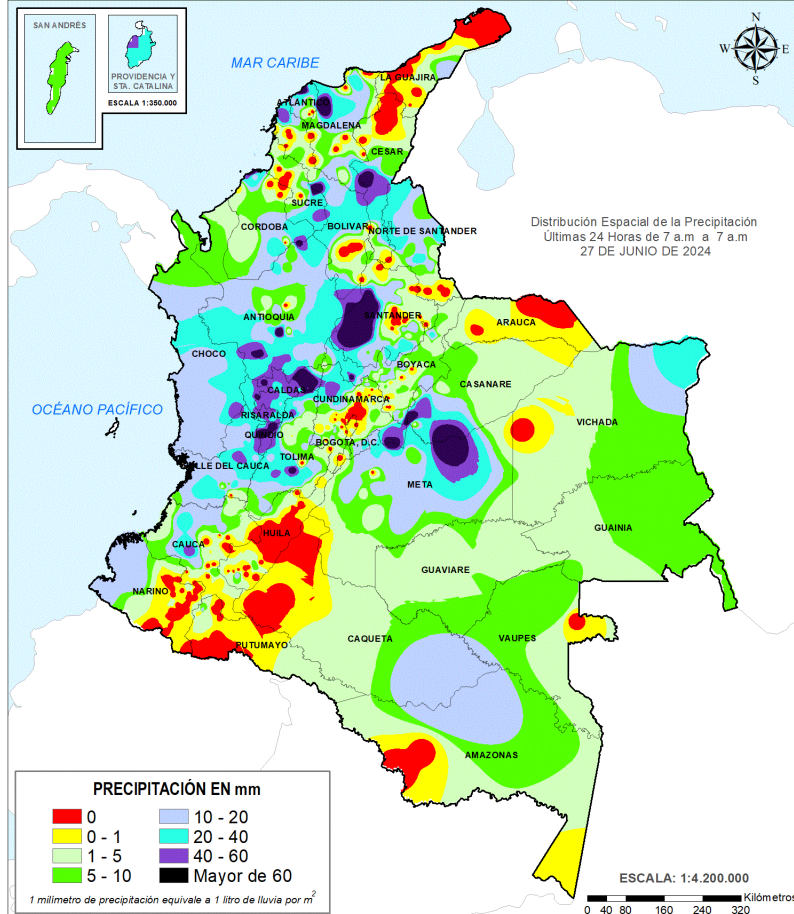 SAN ANDRÉS
PROVIDENCIA Y
STA. CATALINA
ESCALA 1:350.000
MAR CARIBE
N
W
E
S
LA GUAJIRA
ATLANTICO
MAGDALENA
CESAR
SUCRE
CORDOBA
BOLIVAR
NORTE DE SANTANDER
Distribución Espacial de la Precipitación
Últimas 24 Horas de 7 a.m a 7 a.m
27 DE JUNIO DE 2024
ANTIOQUIA
SANTANDER
ARAUCA
CHOCO
BOYACA
CASANARE
CALDAS
CUNDINAMARCA
OCÉANO PACÍFICO
RISARALDA
VICHADA
QUINDIO
BOGOTA, D.C.
TOLIMA
VALLE DEL CAUCA
META
GUAINIA
HUILA
CAUCA
GUAVIARE
NARIÑO
CAQUETA
VAUPES
PUTUMAYO
AMAZONAS
PRECIPITACIÓN EN mm
0
0 - 1
1 - 5
5 - 10
10 - 20
20 - 40
40 - 60
Mayor de 60
1 milímetro de precipitación equivale a 1 litro de lluvia por m²
ESCALA: 1:4.200.000
Kilómetros
0 40 80 160 240 320